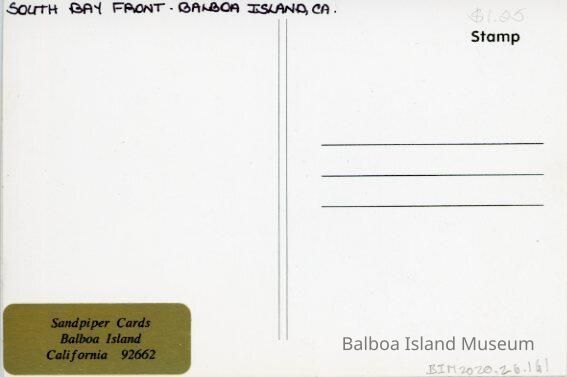 SOUTH BAY FRONT - BALBOA ISLAND, CA.
$1.25
Stamp
Sandpiper Cards
Balboa Island
California 92662
Balboa Island Museum
BIM2020.26.161